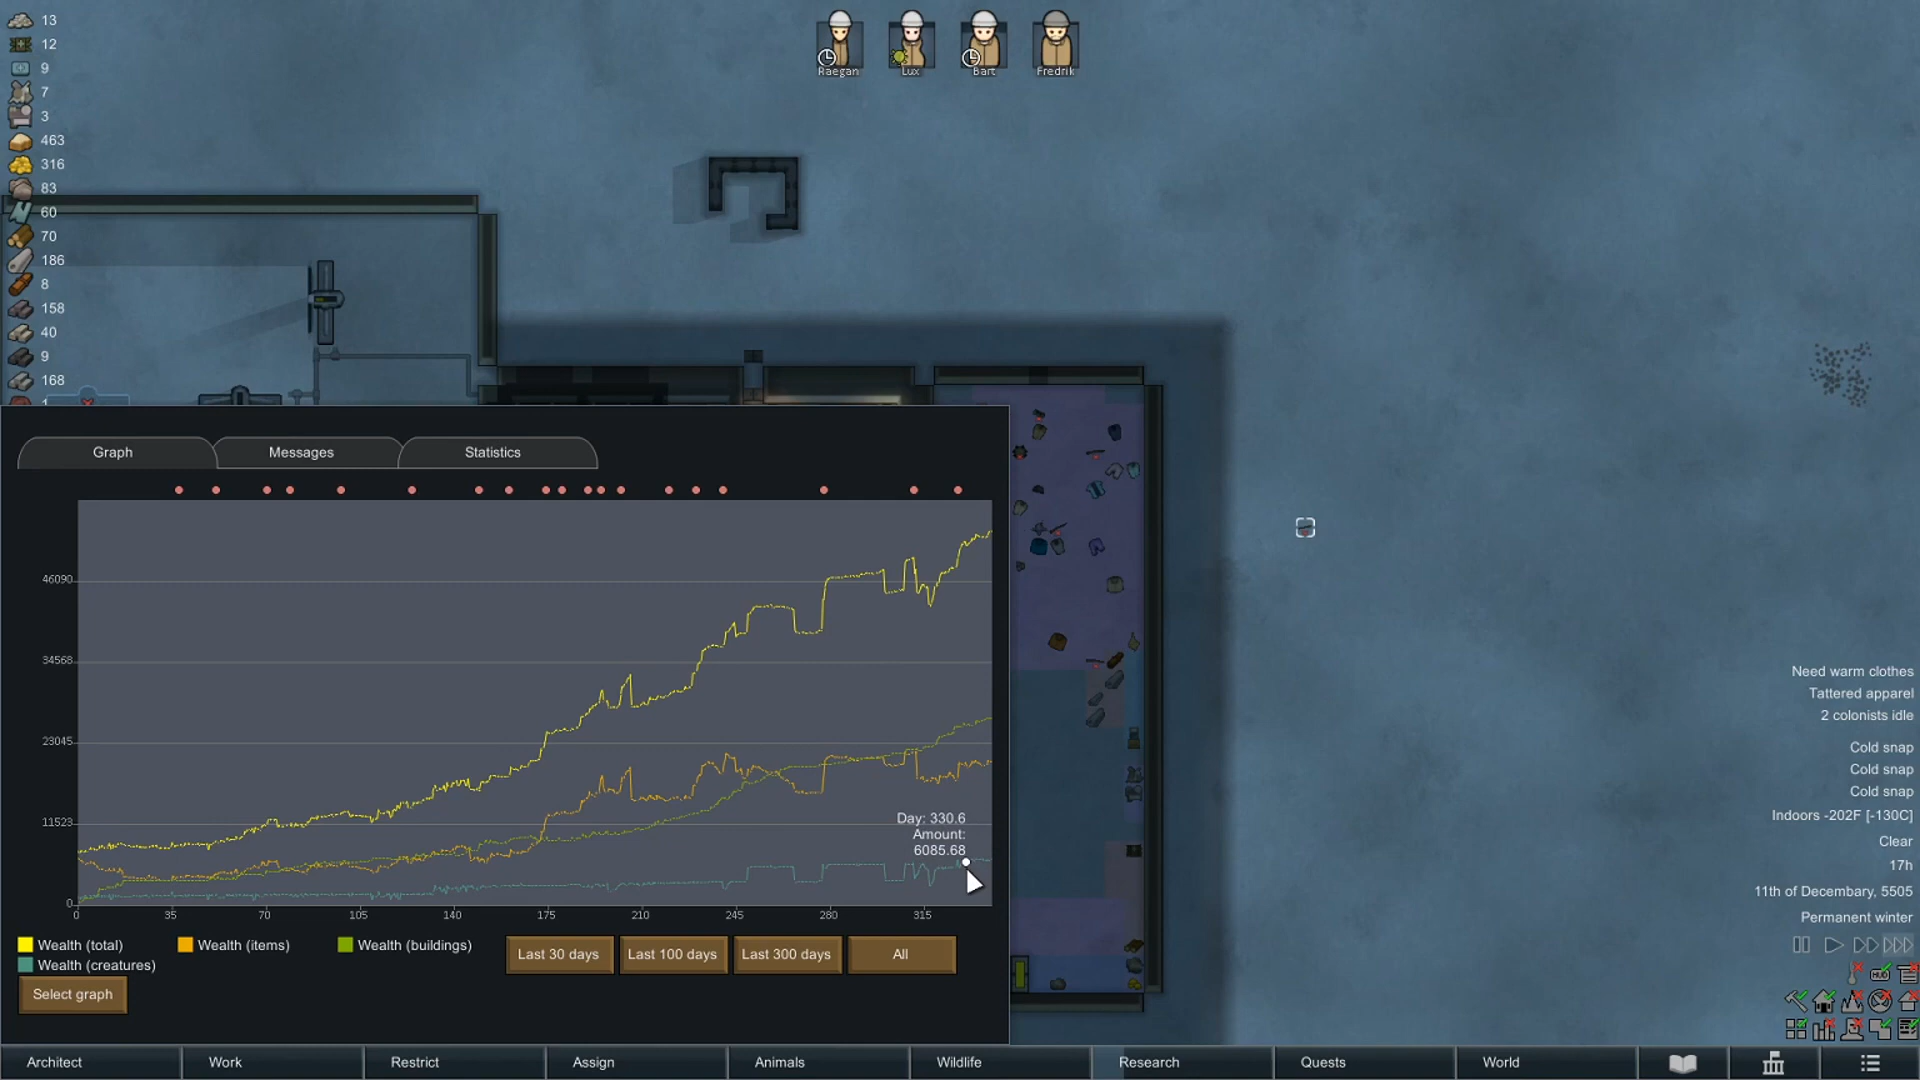 13
12
9
7
3
463
316
83
60
70
186
8
158
40
9
168
Raegan
Lux
Bart
Fredrik
Graph
Messages
Statistics
46090
34568
23045
11523
0
Day: 330.6
Amount:
6085.68
0 35 70 105 140 175 210 245 280 315
Wealth (total)
Wealth (items)
Wealth (buildings)
Wealth (creatures)
Last 30 days
Last 100 days
Last 300 days
All
Select graph
Need warm clothes
Tattered apparel
2 colonists idle
Cold snap
Cold snap
Cold snap
Indoors -202F [-130C]
Clear
17h
11th of Decembary, 5505
Permanent winter
Architect
Work
Restrict
Assign
Animals
Wildlife
Research
Quests
World